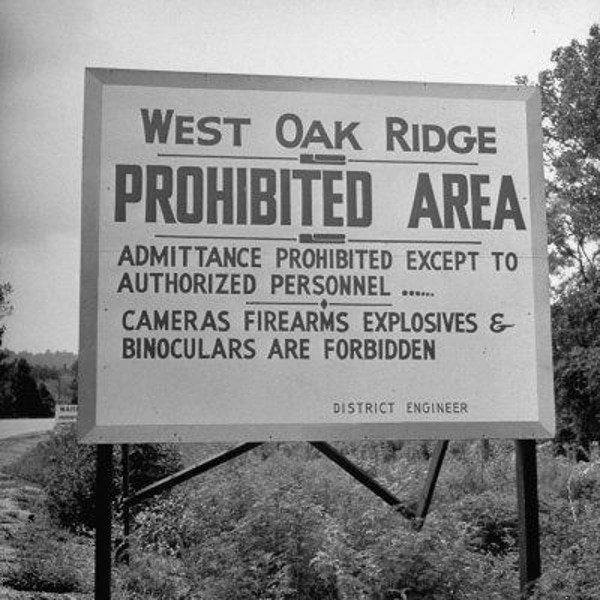 WEST OAK RIDGE
PROHIBITED AREA
ADMITTANCE PROHIBITED EXCEPT TO
AUTHORIZED PERSONNEL ......
CAMERAS FIREARMS EXPLOSIVES &
BINOCULARS ARE FORBIDDEN
DISTRICT ENGINEER